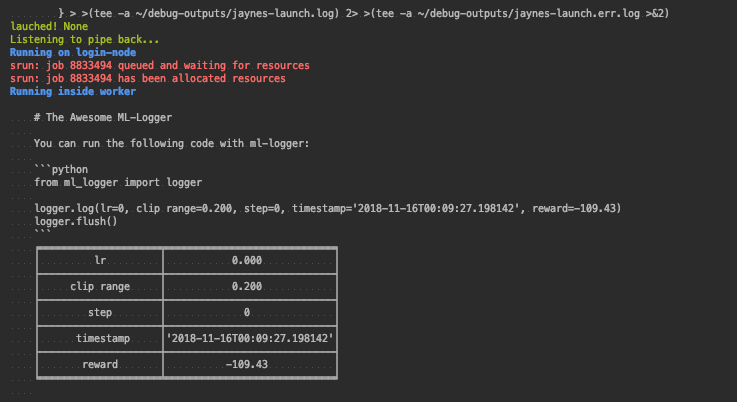 } > >(tee -a ~/debug-outputs/jaynes-launch.log) 2> >(tee -a ~/debug-outputs/jaynes-launch.err.log >&2)
lauched! None
Listening to pipe back...
Running on login-node
srun: job 8833494 queued and waiting for resources
srun: job 8833494 has been allocated resources
Running inside worker
# The Awesome ML-Logger
You can run the following code with ml-logger:
```python
from ml_logger import logger
logger.log(lr=0, clip range=0.200, step=0, timestamp='2018-11-16T00:09:27.198142', reward=-109.43)
logger.flush()
```
lr 0.000
clip range 0.200
step 0
timestamp '2018-11-16T00:09:27.198142'
reward -109.43